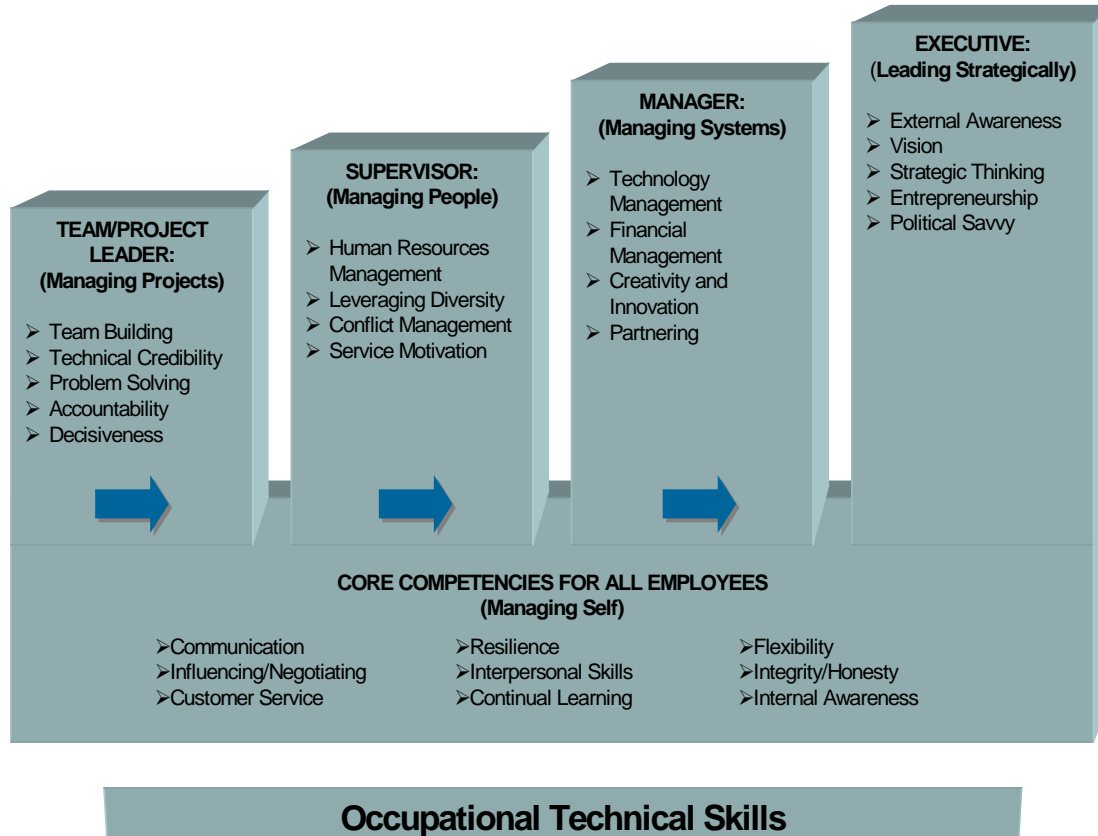 TEAM/PROJECT
LEADER:
(Managing Projects)
➢ Team Building
➢ Technical Credibility
➢ Problem Solving
➢ Accountability
➢ Decisiveness
SUPERVISOR:
(Managing People)
➢ Human Resources
Management
➢ Leveraging Diversity
➢ Conflict Management
➢ Service Motivation
MANAGER:
(Managing Systems)
➢ Technology
Management
➢ Financial
Management
➢ Creativity and
Innovation
➢ Partnering
EXECUTIVE:
(Leading Strategically)
➢ External Awareness
➢ Vision
➢ Strategic Thinking
➢ Entrepreneurship
➢ Political Savvy
CORE COMPETENCIES FOR ALL EMPLOYEES
(Managing Self)
➢Communication
➢Influencing/Negotiating
➢Customer Service
➢Resilience
➢Interpersonal Skills
➢Continual Learning
➢Flexibility
➢Integrity/Honesty
➢Internal Awareness
Occupational Technical Skills